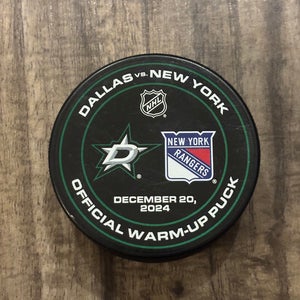 DALLAS VS. NEW YORK
NHL
D
NEW YORK
RANGERS
DECEMBER 20,
2024
OFFICIAL WARM-UP PUCK